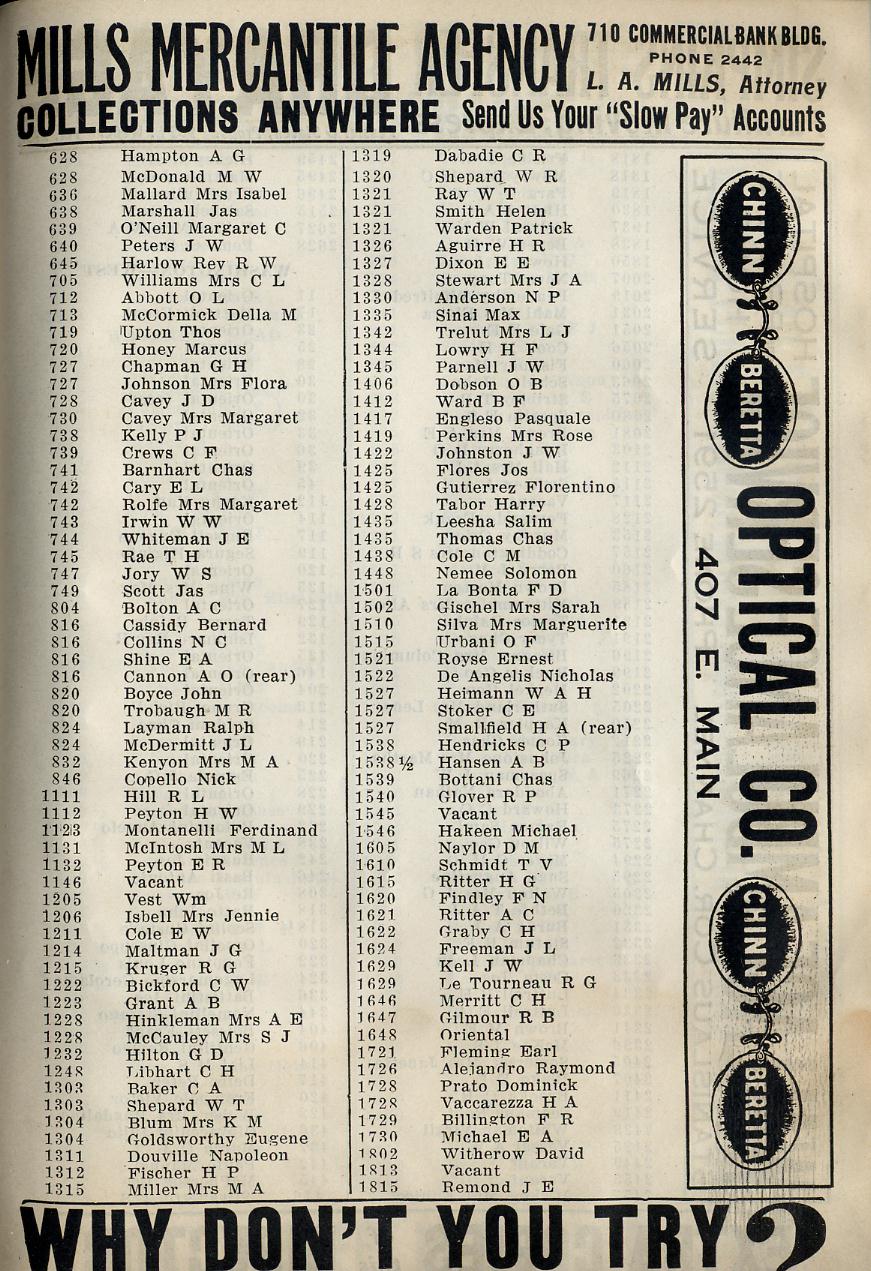 MILLS MERCANTILE AGENCY
710 COMMERCIAL BANK BLDG.
PHONE 2442
L. A. MILLS, Attorney
COLLECTIONS ANYWHERE Send Us Your "Slow Pay" Accounts
628 Hampton A G
628 McDonald M W
636 Mallard Mrs Isabel
638 Marshall Jas
639 O'Neill Margaret C
640 Peters J W
645 Harlow Rev R W
705 Williams Mrs C L
712 Abbott O L
713 McCormick Della M
719 Upton Thos
720 Honey Marcus
727 Chapman G H
727 Johnson Mrs Flora
728 Cavey J D
730 Cavey Mrs Margaret
738 Kelly P J
739 Crews C F
741 Barnhart Chas
742 Cary E L
742 Rolfe Mrs Margaret
743 Irwin W W
744 Whiteman J E
745 Rae T H
747 Jory W S
749 Scott Jas
804 Bolton A C
816 Cassidy Bernard
816 Collins N C
816 Shine E A
816 Cannon A O (rear)
820 Boyce John
820 Trobaugh M R
824 Layman Ralph
824 McDermitt J L
832 Kenyon Mrs M A
846 Copello Nick
1111 Hill R L
1112 Peyton H W
1123 Montanelli Ferdinand
1131 McIntosh Mrs M L
1132 Peyton E R
1146 Vacant
1205 Vest Wm
1206 Isbell Mrs Jennie
1211 Cole E W
1214 Maltman J G
1215 Kruger R G
1222 Bickford C W
1223 Grant A B
1228 Hinkleman Mrs A E
1228 McCauley Mrs S J
1232 Hilton G D
1248 Libhart C H
1303 Baker C A
1303 Shepard W T
1304 Blum Mrs K M
1304 Goldsworthy Eugene
1311 Douville Napoleon
1312 Fischer H P
1315 Miller Mrs M A
1319 Dabadie C R
1320 Shepard W R
1321 Ray W T
1321 Smith Helen
1321 Warden Patrick
1326 Aguirre H R
1327 Dixon E E
1328 Stewart Mrs J A
1330 Anderson N P
1335 Sinai Max
1342 Trelut Mrs L J
1344 Lowry H F
1345 Parnell J W
1406 Dobson O B
1412 Ward B F
1417 Engleso Pasquale
1419 Perkins Mrs Rose
1422 Johnston J W
1425 Flores Jos
1425 Gutierrez Florentino
1428 Tabor Harry
1435 Leesha Salim
1435 Thomas Chas
1438 Cole C M
1448 Nemee Solomon
1501 La Bonta F D
1502 Gischel Mrs Sarah
1510 Silva Mrs Marguerite
1515 Urbani O F
1521 Royse Ernest
1522 De Angelis Nicholas
1527 Heimann W A H
1527 Stoker C E
1527 Smallfield H A (rear)
1538 Hendricks C P
1538½ Hansen A B
1539 Bottani Chas
1540 Glover R P
1545 Vacant
1546 Hakeen Michael
1605 Naylor D M
1610 Schmidt T V
1615 Ritter H G
1620 Findley F N
1621 Ritter A C
1622 Graby C H
1624 Freeman J L
1629 Kell J W
1629 Le Tourneau R G
1646 Merritt C H
1647 Gilmour R B
1648 Oriental
1721 Fleming Earl
1726 Alejandro Raymond
1728 Prato Dominick
1728 Vaccarezza H A
1729 Billington F R
1730 Michael E A
1802 Witherow David
1813 Vacant
1815 Remond J E
CHINN BERETTA
OPTICAL CO.
407 E. MAIN
CHINN BERETTA
WHY DON'T YOU TRY ?